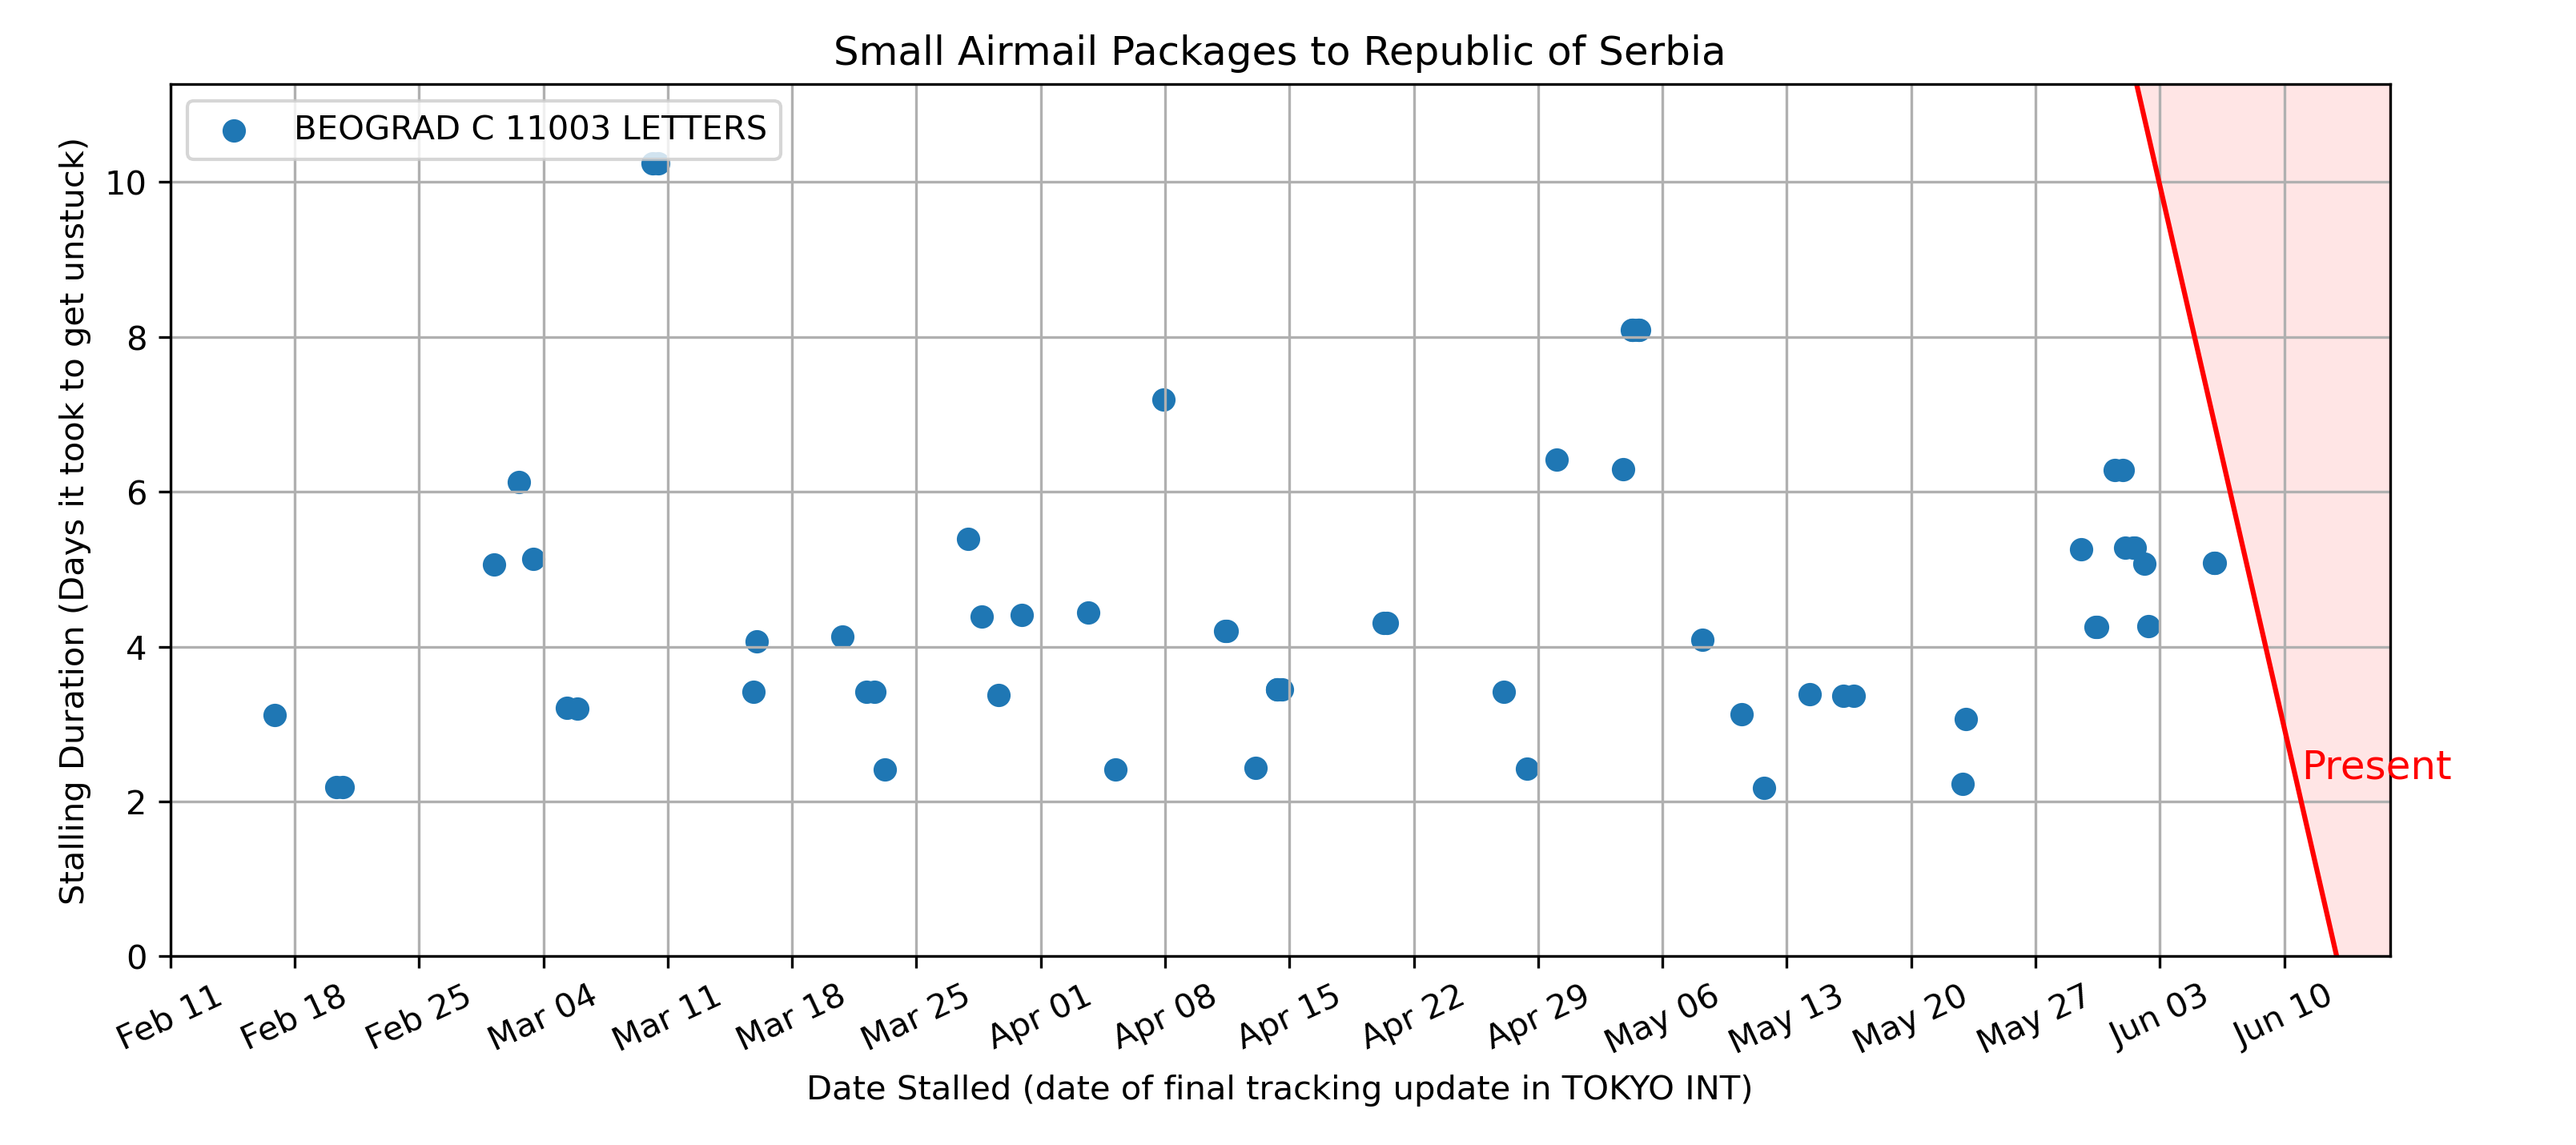 Small Airmail Packages to Republic of Serbia
BEOGRAD C 11003 LETTERS
Stalling Duration (Days it took to get unstuck)
10
8
6
4
2
0
Present
Feb 11
Feb 18
Feb 25
Mar 04
Mar 11
Mar 18
Mar 25
Apr 01
Apr 08
Apr 15
Apr 22
Apr 29
May 06
May 13
May 20
May 27
Jun 03
Jun 10
Date Stalled (date of final tracking update in TOKYO INT)